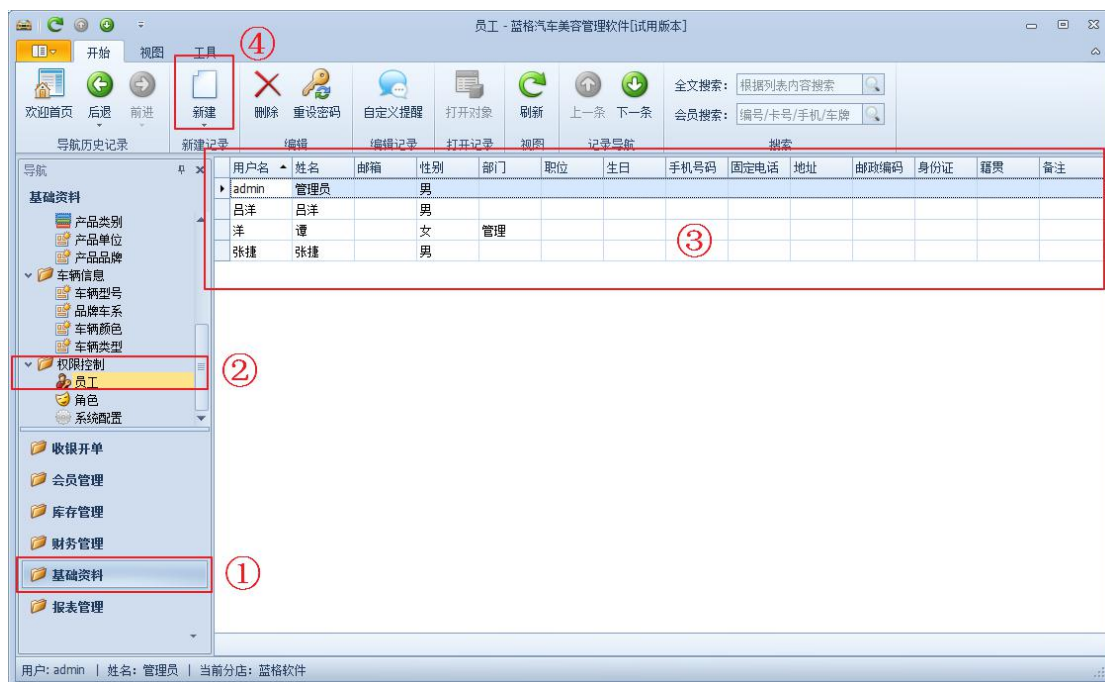 员工 - 蓝格汽车美容管理软件[试用版本]
开始 视图 工具 ④
欢迎首页 后退 前进 新建 删除 重设密码 自定义提醒 打开对象 刷新 上一条 下一条 全文搜索: 根据列表内容搜索
会员搜索: 编号/卡号/手机/车牌
导航历史记录 新建记录 编辑 编辑记录 打开记录 视图 记录导航 搜索
导航
基础资料
产品类别
产品单位
产品品牌
车辆信息
车辆型号
品牌车系
车辆颜色
车辆类型
权限控制
员工
角色
系统配置
②
收银开单
会员管理
库存管理
财务管理
基础资料
①
报表管理
用户名 姓名 邮箱 性别 部门 职位 生日 手机号码 固定电话 地址 邮政编码 身份证 籍贯 备注
admin 管理员 男
吕洋 吕洋 男
洋 谭 女 管理
张捷 张捷 男
③
用户: admin | 姓名: 管理员 | 当前分店: 蓝格软件